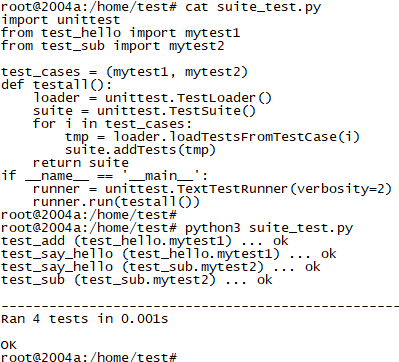 root@2004a:/home/test# cat suite_test.py
import unittest
from test_hello import mytest1
from test_sub import mytest2

test_cases = (mytest1, mytest2)
def testall():
    loader = unittest.TestLoader()
    suite = unittest.TestSuite()
    for i in test_cases:
        tmp = loader.loadTestsFromTestCase(i)
        suite.addTests(tmp)
    return suite
if __name__ == '__main__':
    runner = unittest.TextTestRunner(verbosity=2)
    runner.run(testall())
root@2004a:/home/test#
root@2004a:/home/test# python3 suite_test.py
test_add (test_hello.mytest1) ... ok
test_say_hello (test_hello.mytest1) ... ok
test_say_hello (test_sub.mytest2) ... ok
test_sub (test_sub.mytest2) ... ok

--------------------------------------------------
Ran 4 tests in 0.001s

OK
root@2004a:/home/test#